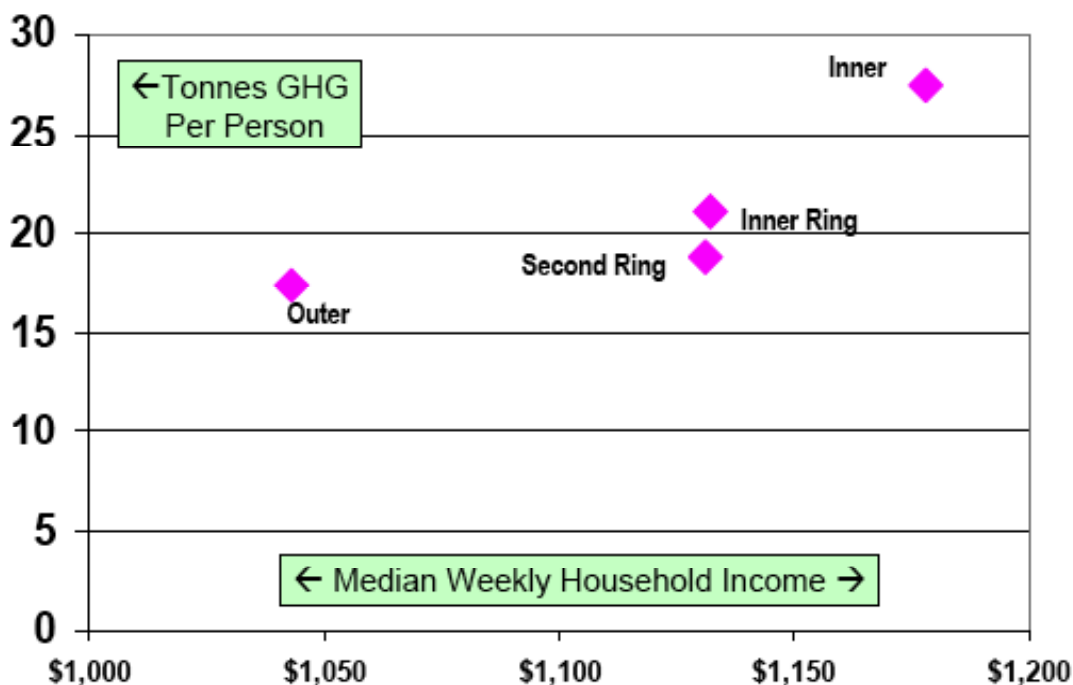 30
←Tonnes GHG
Per Person
Inner
25
20
Inner Ring
Second Ring
Outer
15
10
5
← Median Weekly Household Income →
0
$1,000 $1,050 $1,100 $1,150 $1,200